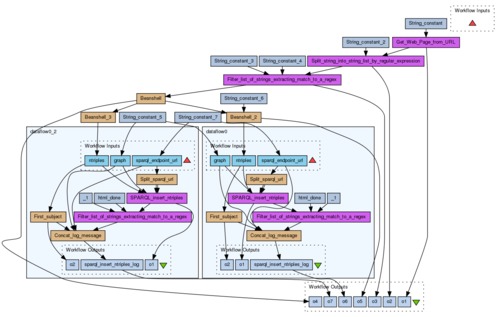 Workflow Inputs
String_constant
String_constant_2
Get_Web_Page_from_URL
String_constant_3
String_constant_4
Split_string_into_string_list_by_regular_expression
Filter_list_of_strings_extracting_match_to_a_regex
Beanshell
String_constant_6
Beanshell_3
String_constant_5
String_constant_7
Beanshell_2
dataflow0_2
dataflow0
Workflow Inputs
Workflow Inputs
ntriples
graph
sparql_endpoint_url
graph
ntriples
sparql_endpoint_url
Split_sparql_url
Split_sparql_url
_1
html_done
SPARQL_insert_ntriples
SPARQL_insert_ntriples
html_done
_1
First_subject
Filter_list_of_strings_extracting_match_to_a_regex
First_subject
Filter_list_of_strings_extracting_match_to_a_regex
Concat_log_message
Concat_log_message
Workflow Outputs
Workflow Outputs
o2
sparql_insert_ntriples_log
o1
o2
o1
sparql_insert_ntriples_log
Workflow Outputs
o4
o7
o6
o5
o3
o2
o1